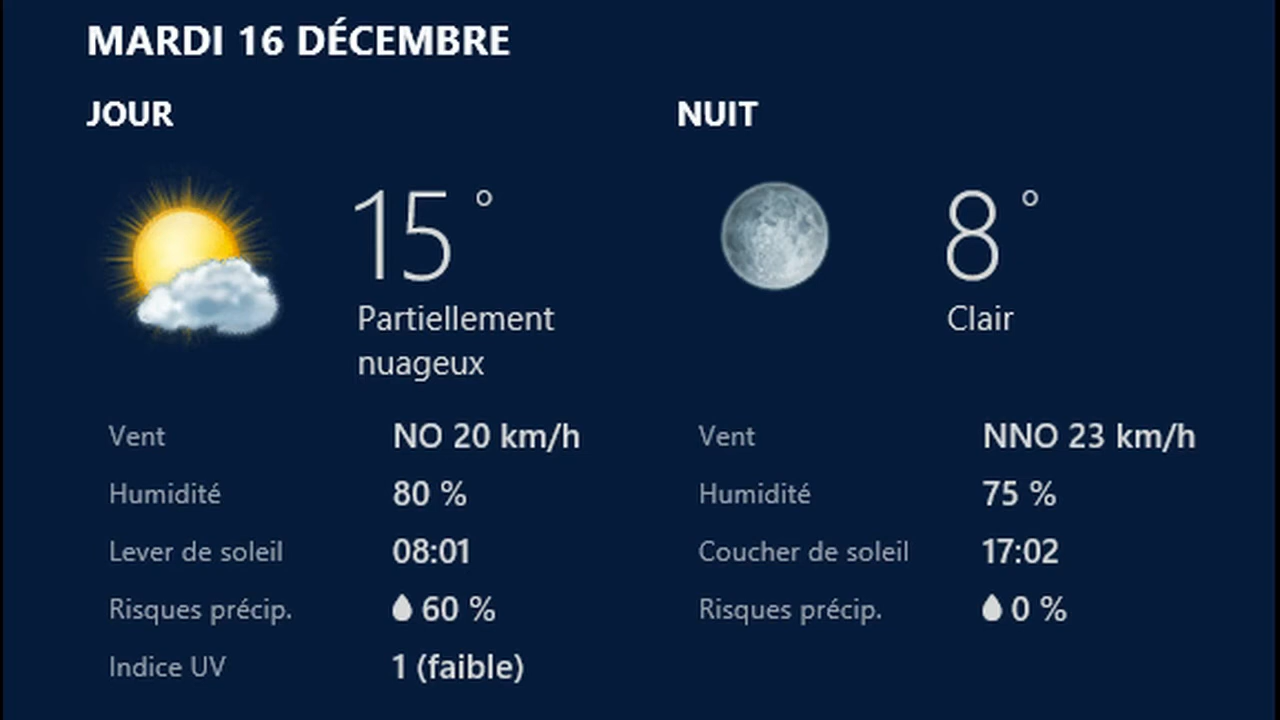 MARDI 16 DÉCEMBRE
JOUR
15°
Partiellement
nuageux
Vent NO 20 km/h
Humidité 80 %
Lever de soleil 08:01
Risques précip. 60 %
Indice UV 1 (faible)
NUIT
8°
Clair
Vent NNO 23 km/h
Humidité 75 %
Coucher de soleil 17:02
Risques précip. 0 %